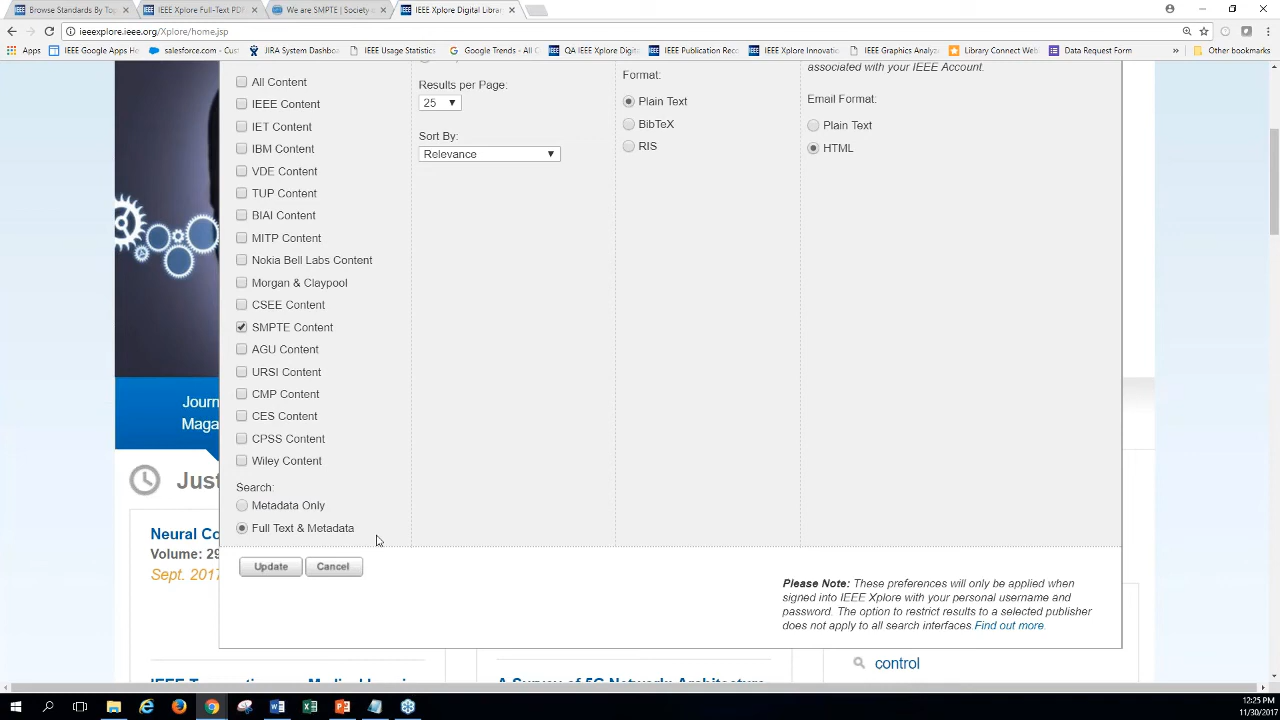 Browse Standards By Top
IEEE Xplore Full-Text PDF
We are SMPTE | Society o
IEEE Xplore Digital Librar
ieeexplore.ieee.org/Xplore/home.jsp
Apps
IEEE Google Apps Ho
salesforce.com - Cus
JIRA System Dashboa
IEEE Usage Statistics
Google Trends - All C
QA IEEE Xplore Digit
IEEE Publication Reco
IEEE Xplore Innovatio
IEEE Graphics Analyz
Library Connect Web
Data Request Form
»
Other bookmarks
associated with your IEEE Account.
All Content
IEEE Content
IET Content
IBM Content
VDE Content
TUP Content
BIAI Content
MITP Content
Nokia Bell Labs Content
Morgan & Claypool
CSEE Content
SMPTE Content
AGU Content
URSI Content
CMP Content
CES Content
CPSS Content
Wiley Content
Search:
Metadata Only
Full Text & Metadata
Update
Cancel
Results per Page:
25
Sort By:
Relevance
Format:
Plain Text
BibTeX
RIS
Email Format:
Plain Text
HTML
Please Note: These preferences will only be applied when
signed into IEEE Xplore with your personal username and
password. The option to restrict results to a selected publisher
does not apply to all search interfaces Find out more.
Journ
Maga
Just
Neural Co
Volume: 29
Sept. 2017
control
12:25 PM
11/30/2017